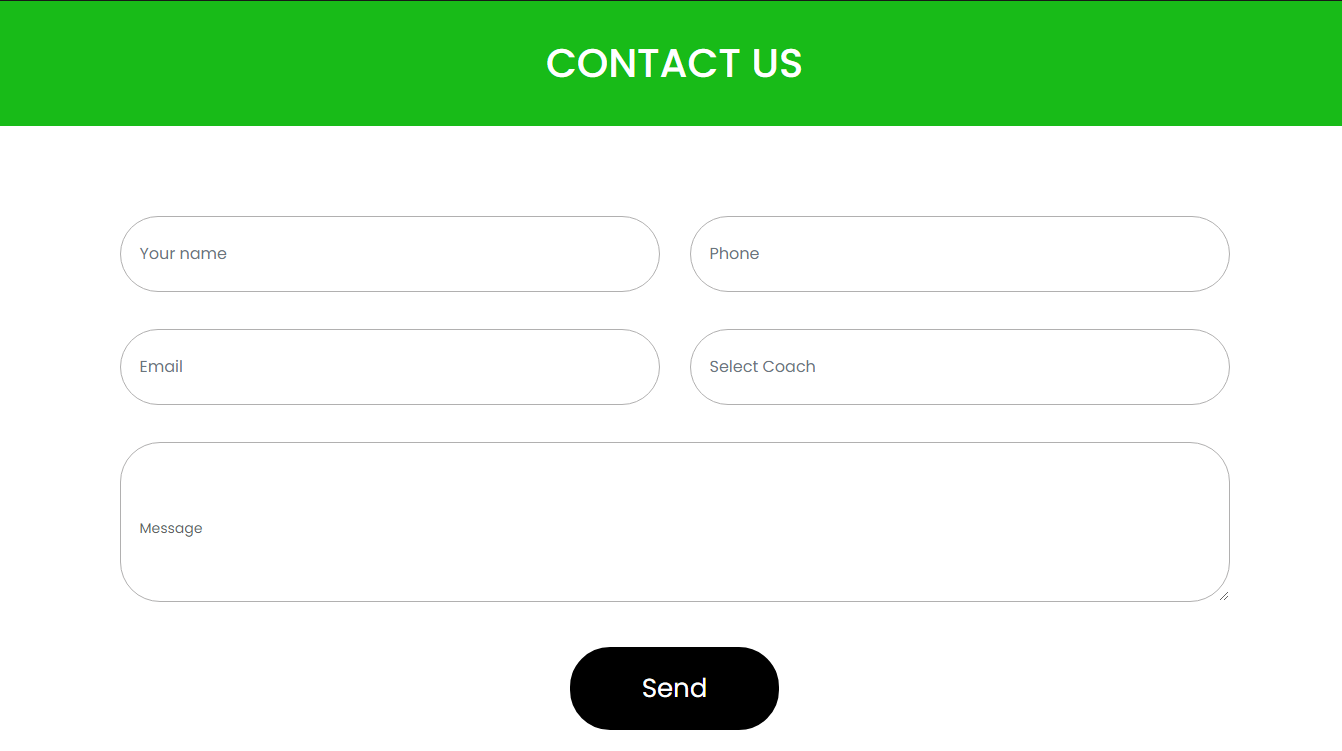 CONTACT US
Your name
Phone
Email
Select Coach
Message
Send